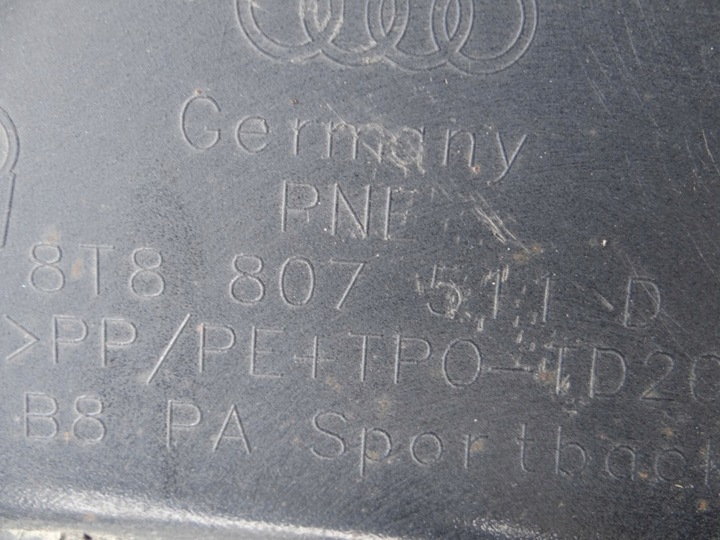 Germany
PNE
8T8 807 511 D
>PP/PE+TPO-TD20
B8 PA Sportback